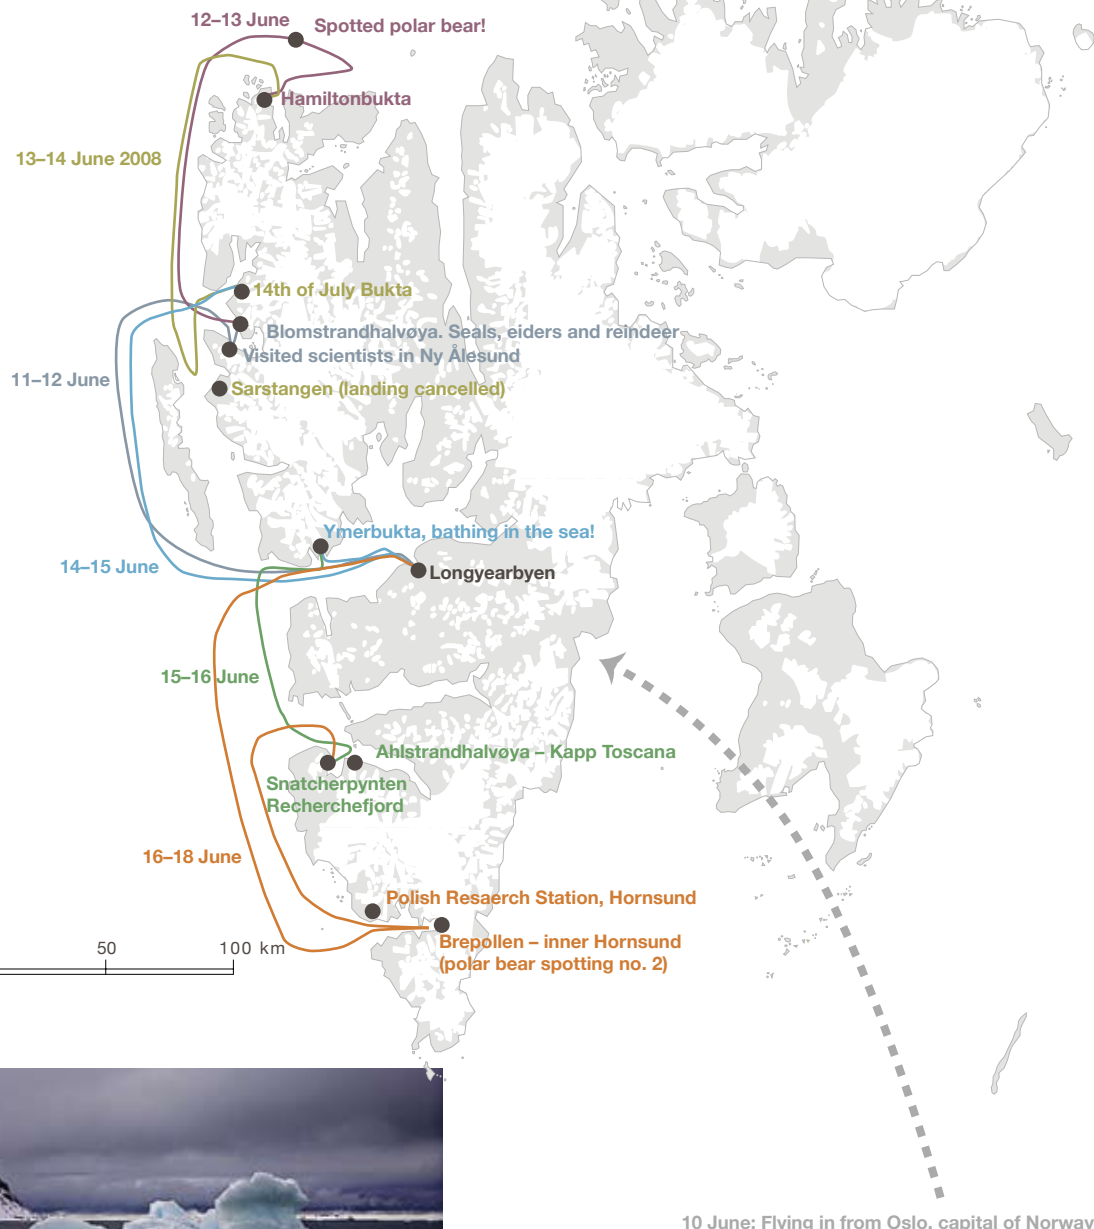 12–13 June
Spotted polar bear!
Hamiltonbukta
13–14 June 2008
14th of July Bukta
Blomstrandhalvøya. Seals, eiders and reindeer
Visited scientists in Ny Ålesund
11–12 June
Sarstangen (landing cancelled)
Ymerbukta, bathing in the sea!
14–15 June
Longyearbyen
15–16 June
Ahlstrandhalvøya – Kapp Toscana
Snatcherpynten
Recherchefjord
16–18 June
Polish Resaerch Station, Hornsund
Brepollen – inner Hornsund
(polar bear spotting no. 2)
50
100 km
10 June: Flying in from Oslo, capital of Norway